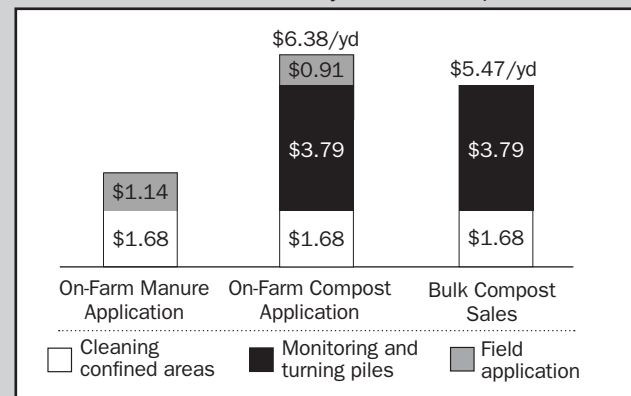 $6.38/yd
$0.91
$5.47/yd
$3.79
$3.79
$1.14
$1.68
$1.68
$1.68
On-Farm Manure
Application
On-Farm Compost
Application
Bulk Compost
Sales
Cleaning
confined areas
Monitoring and
turning piles
Field
application